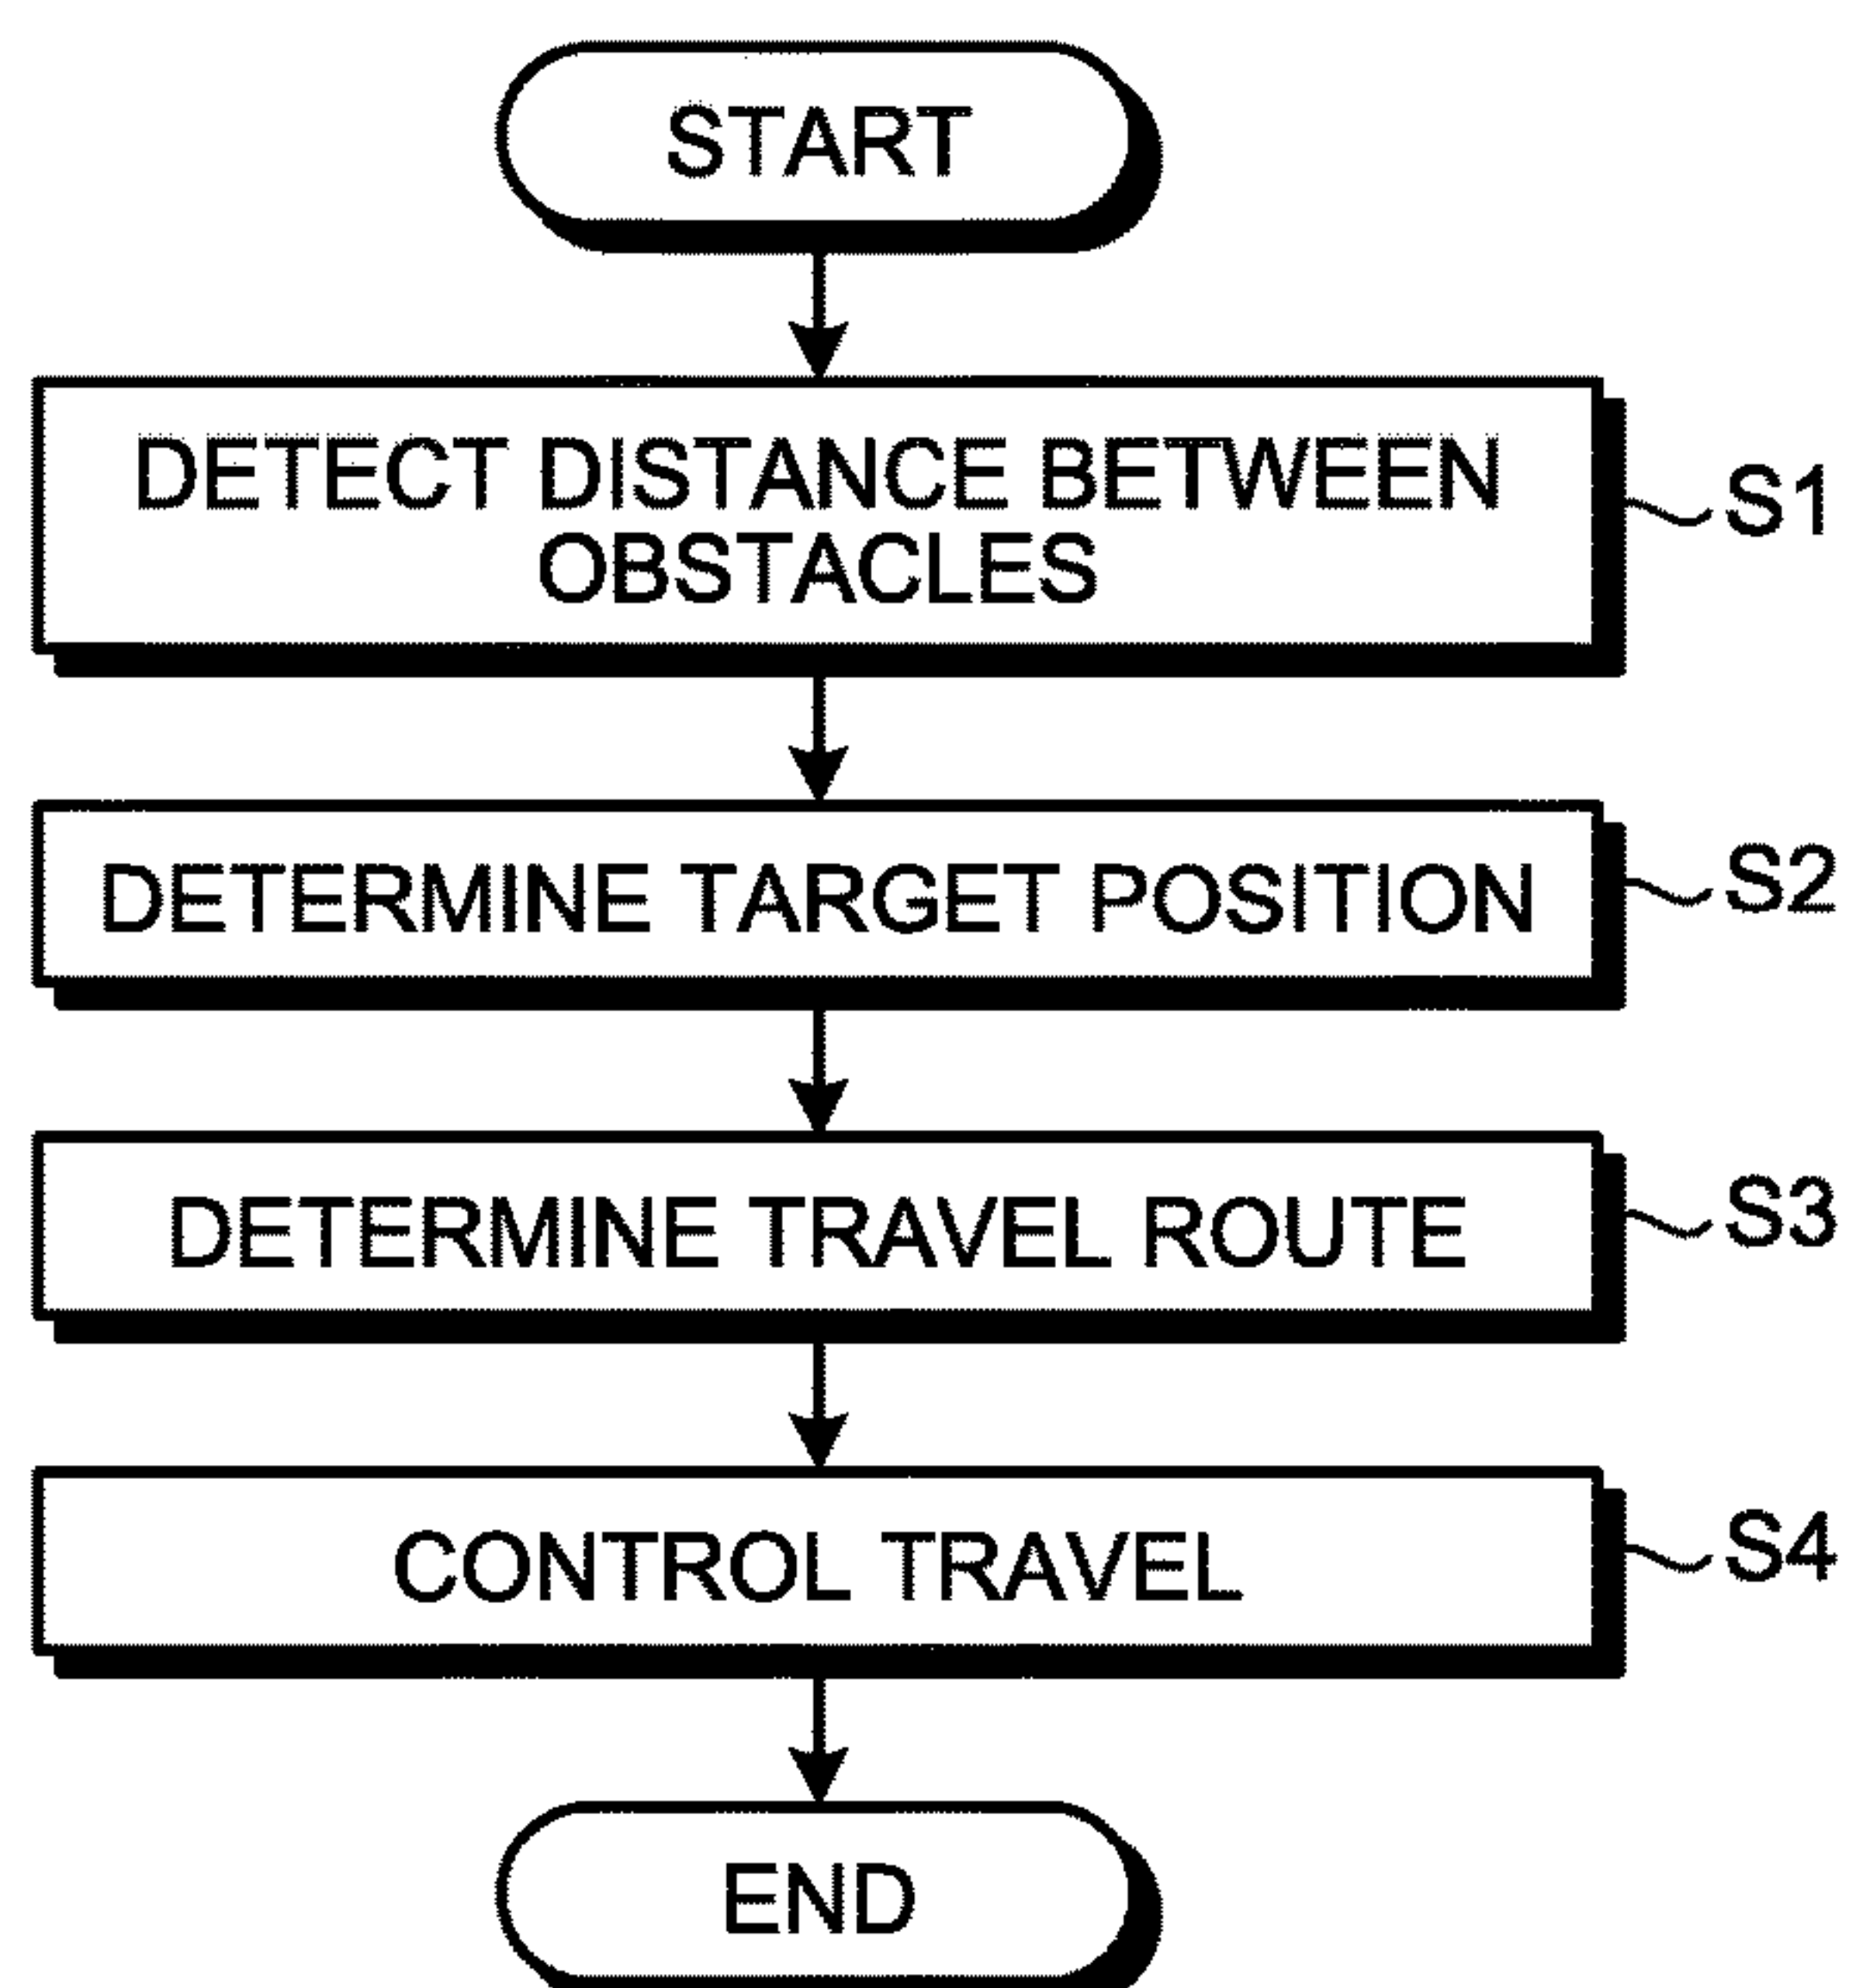 START
DETECT DISTANCE BETWEEN
OBSTACLES
S1
DETERMINE TARGET POSITION
S2
DETERMINE TRAVEL ROUTE
S3
CONTROL TRAVEL
S4
END